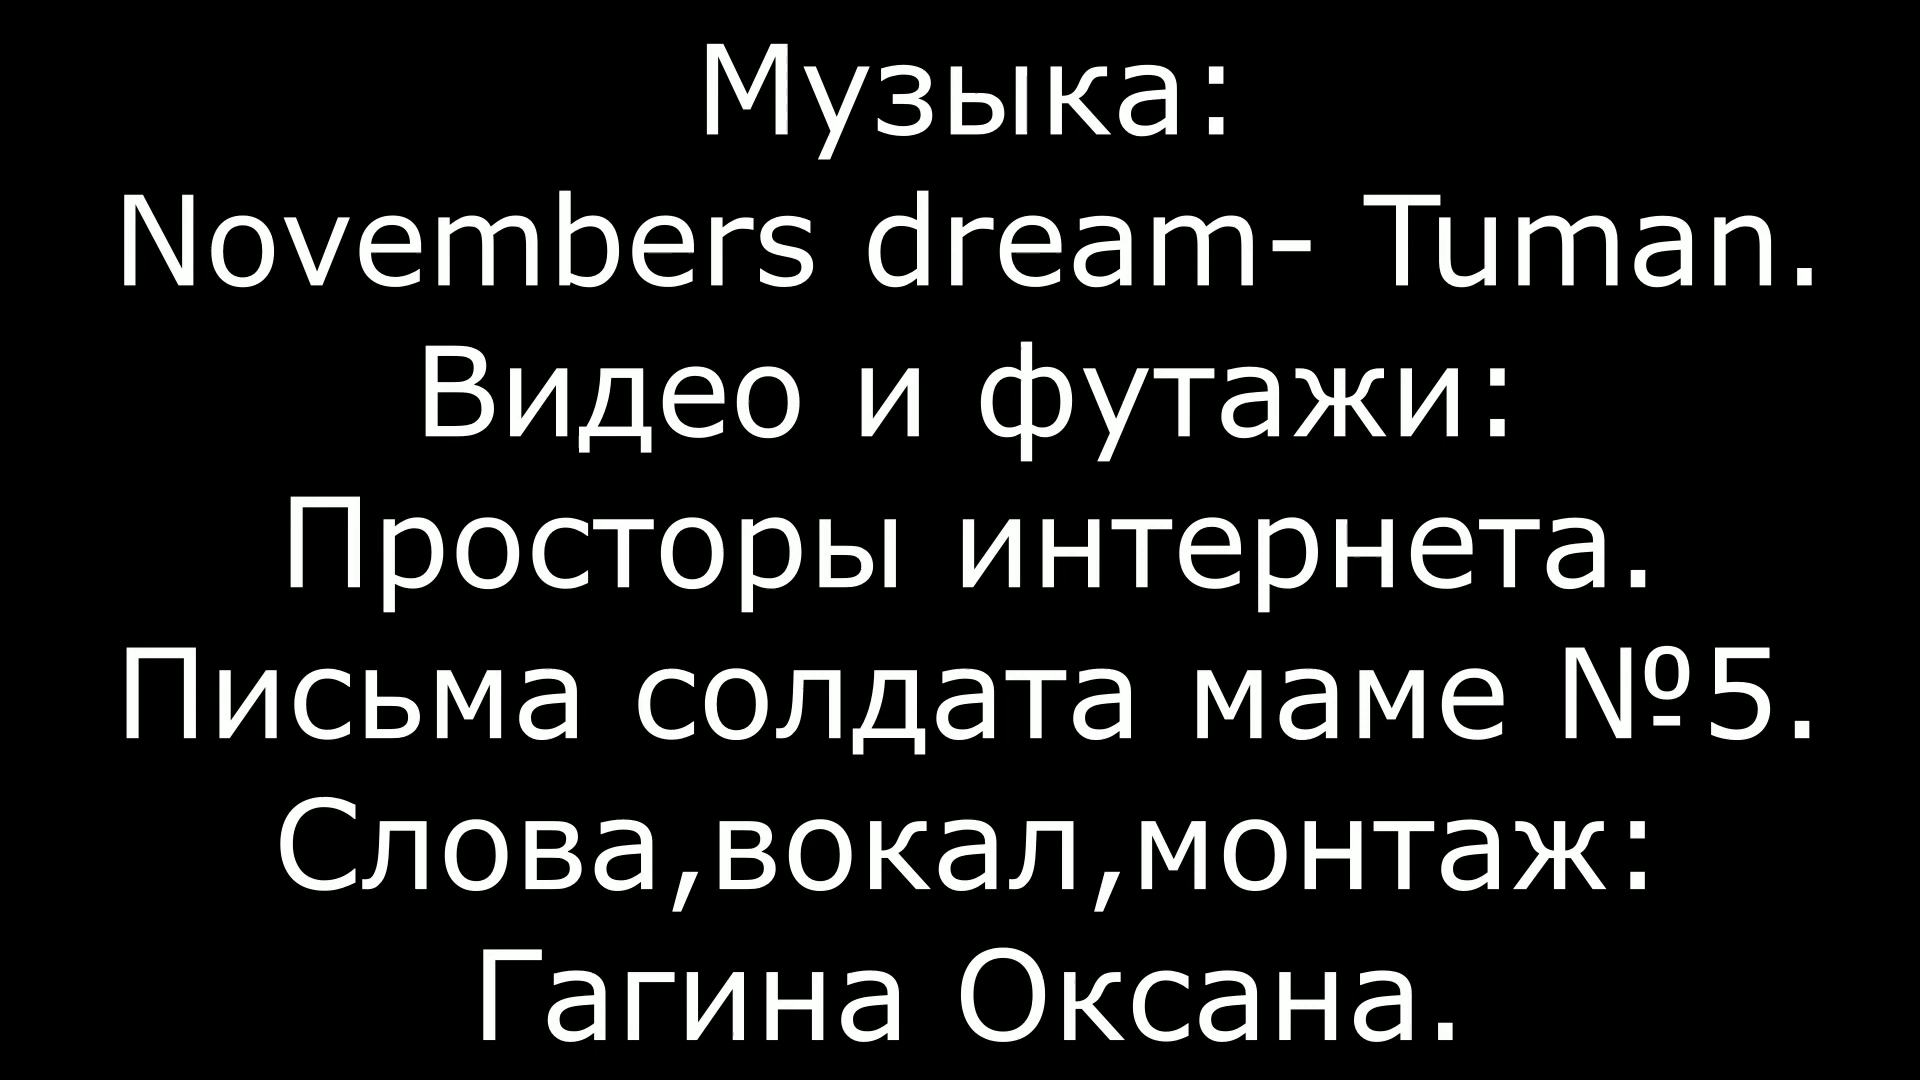 Музыка:
Novembers dream- Tuman.
Видео и футажи:
Просторы интернета.
Письма солдата маме №5.
Слова,вокал,монтаж:
Гагина Оксана.